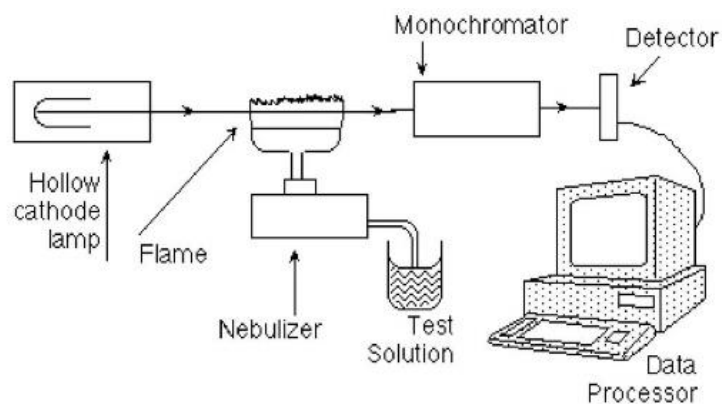 Monochromator
Detector
Hollow
cathode
lamp
Flame
Nebulizer
Test
Solution
Data
Processor